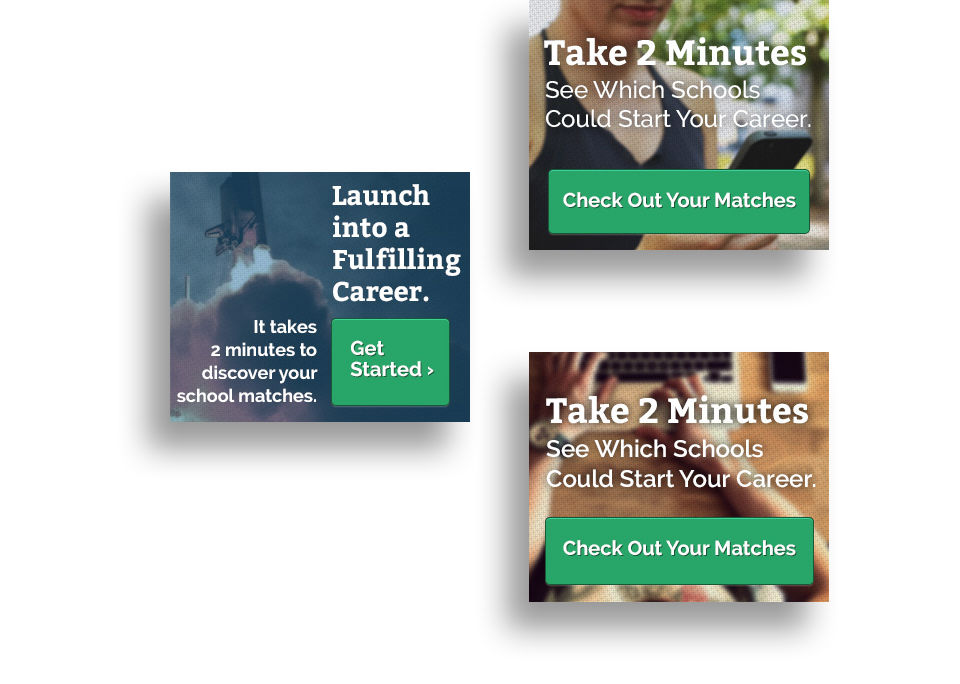 Take 2 Minutes
See Which Schools
Could Start Your Career.
Check Out Your Matches
Launch
into a
Fulfilling
Career.
It takes
2 minutes to
discover your
school matches.
Get
Started ›
Take 2 Minutes
See Which Schools
Could Start Your Career.
Check Out Your Matches